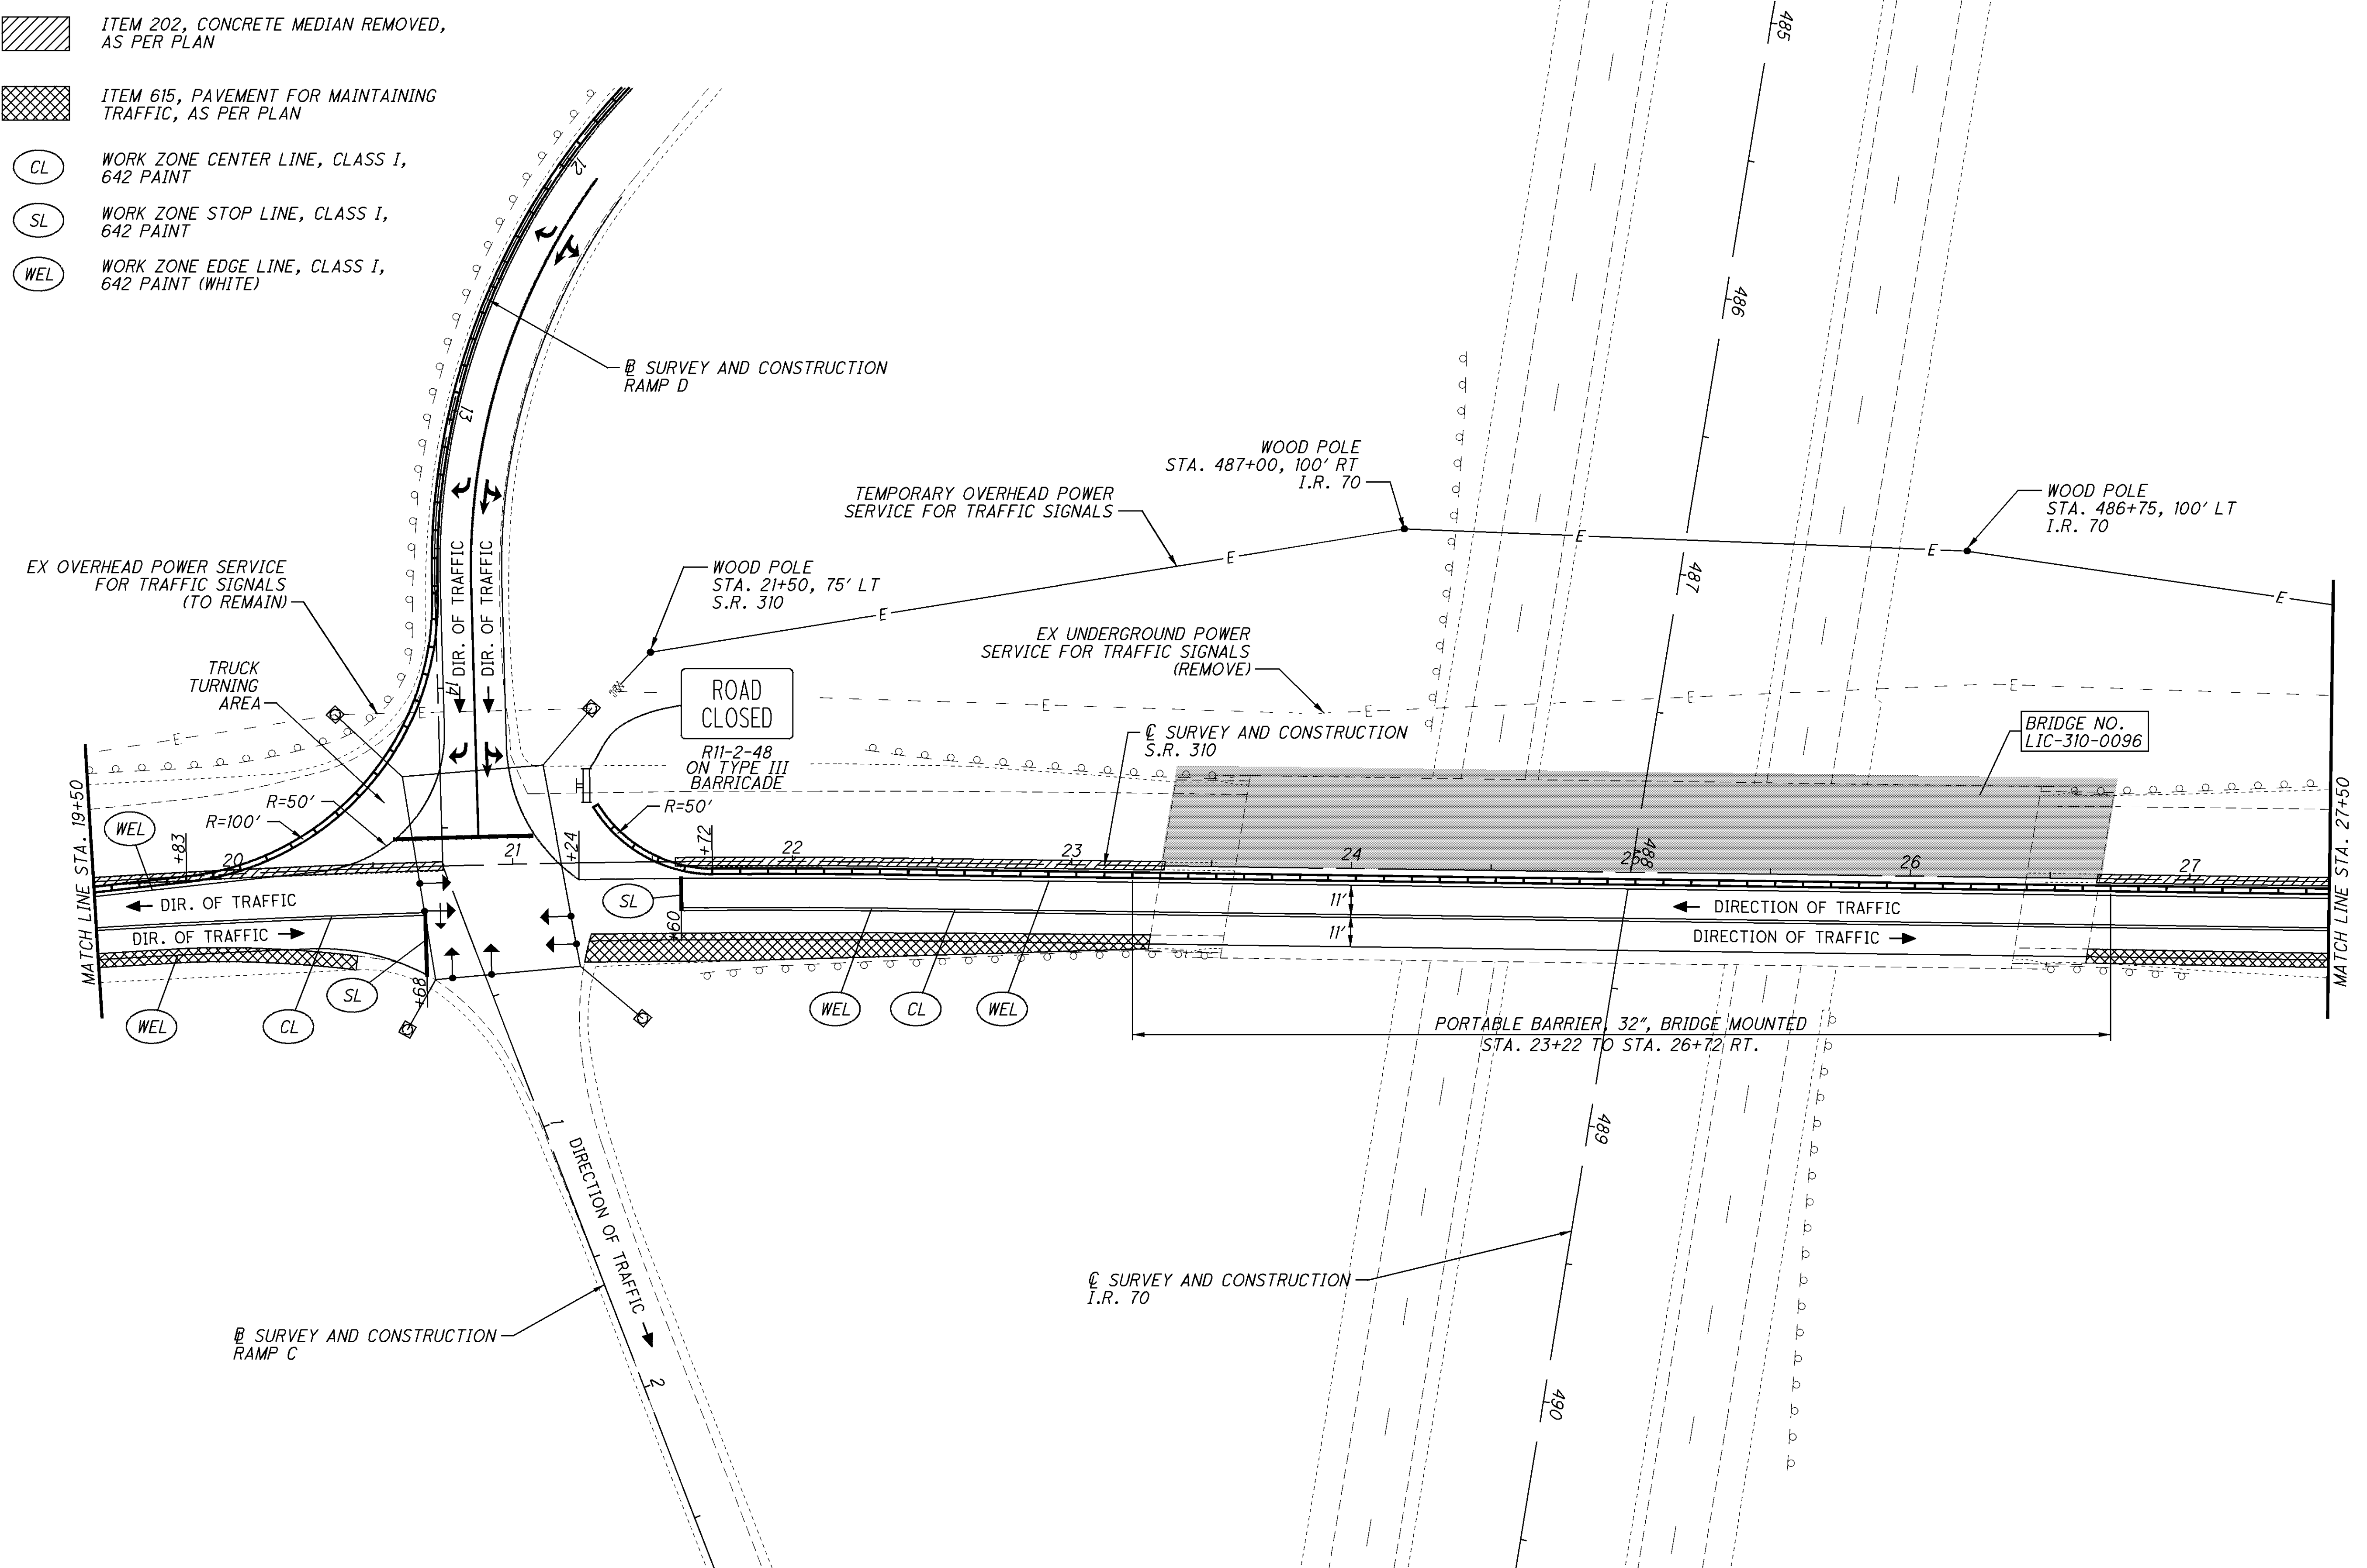 ITEM 202, CONCRETE MEDIAN REMOVED,
AS PER PLAN
ITEM 615, PAVEMENT FOR MAINTAINING
TRAFFIC, AS PER PLAN
CL
WORK ZONE CENTER LINE, CLASS I,
642 PAINT
SL
WORK ZONE STOP LINE, CLASS I,
642 PAINT
WEL
WORK ZONE EDGE LINE, CLASS I,
642 PAINT (WHITE)
485
12
486
℄ SURVEY AND CONSTRUCTION
RAMP D
13
WOOD POLE
STA. 487+00, 100' RT
I.R. 70
TEMPORARY OVERHEAD POWER
SERVICE FOR TRAFFIC SIGNALS
WOOD POLE
STA. 486+75, 100' LT
I.R. 70
E
E
E
E
E
487
EX OVERHEAD POWER SERVICE
FOR TRAFFIC SIGNALS
(TO REMAIN)
DIR. OF TRAFFIC
DIR. OF TRAFFIC
WOOD POLE
STA. 21+50, 75' LT
S.R. 310
EX UNDERGROUND POWER
SERVICE FOR TRAFFIC SIGNALS
(REMOVE)
TRUCK
TURNING
AREA
14
ROAD
CLOSED
R11-2-48
ON TYPE III
BARRICADE
E
E
E
E
E
E
℄ SURVEY AND CONSTRUCTION
S.R. 310
BRIDGE NO.
LIC-310-0096
MATCH LINE STA. 19+50
R=50'
R=100'
R=50'
WEL
+83
20
21
+24
+72
22
23
24
25
488
26
27
MATCH LINE STA. 27+50
DIR. OF TRAFFIC
DIR. OF TRAFFIC
SL
+60
11'
11'
DIRECTION OF TRAFFIC
DIRECTION OF TRAFFIC
WEL
CL
SL
+68
WEL
CL
WEL
PORTABLE BARRIER, 32", BRIDGE MOUNTED
STA. 23+22 TO STA. 26+72 RT.
1
DIRECTION OF TRAFFIC
489
℄ SURVEY AND CONSTRUCTION
I.R. 70
℄ SURVEY AND CONSTRUCTION
RAMP C
2
490